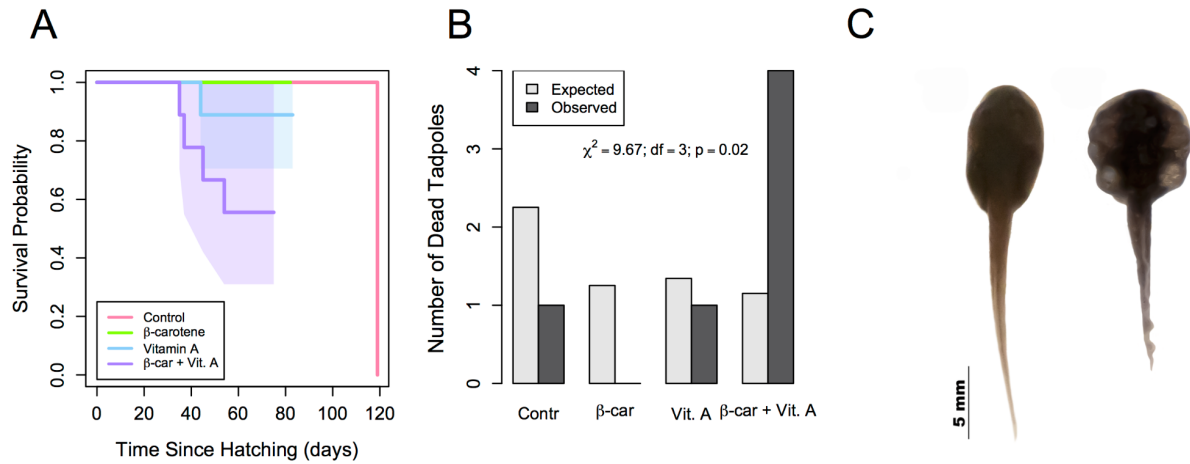 A
Survival Probability
1.0
0.8
0.6
0.4
0.2
0.0
Control
β-carotene
Vitamin A
β-car + Vit. A
0 20 40 60 80 100 120
Time Since Hatching (days)
B
Number of Dead Tadpoles
4
3
2
1
0
Expected
Observed
χ² = 9.67; df = 3; p = 0.02
Contr β-car Vit. A β-car + Vit. A
C
5 mm